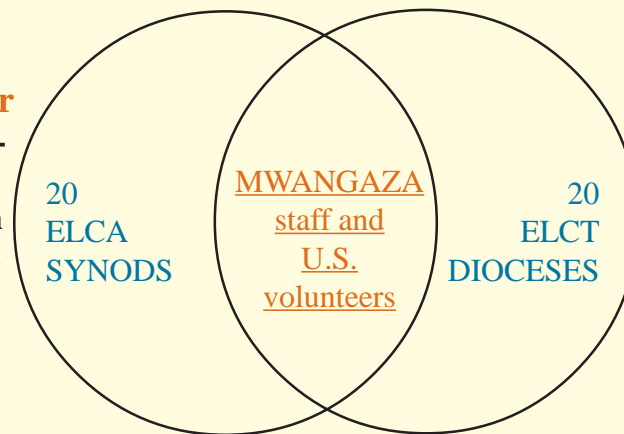 r
20
ELCA
SYNODS
MWANGAZA
staff and
U.S.
volunteers
20
ELCT
DIOCESES